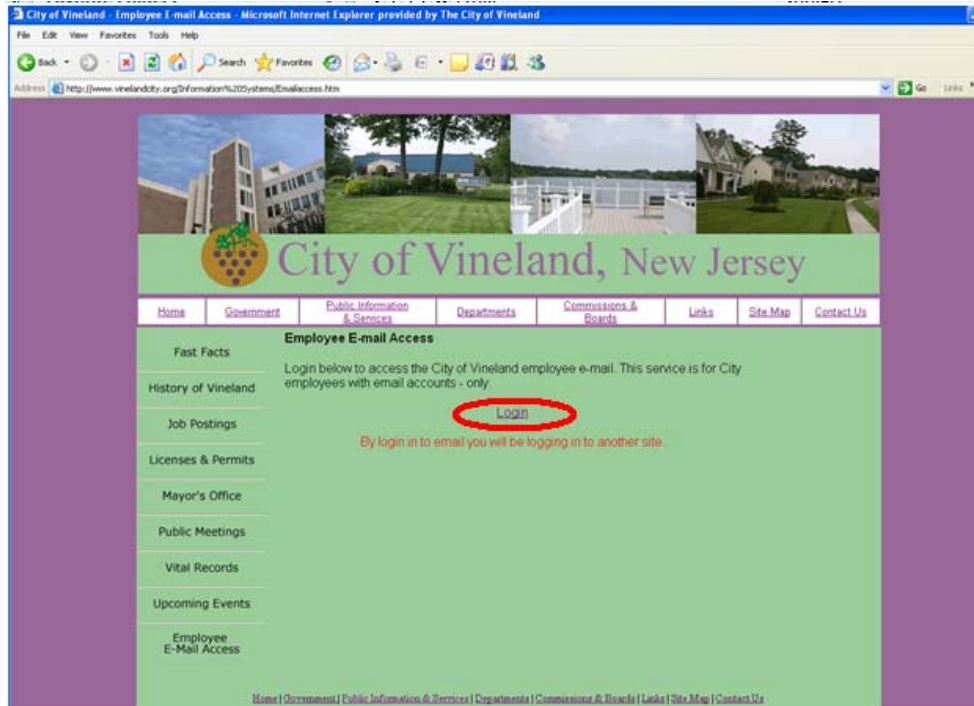 City of Vineland - Employee E-mail Access - Microsoft Internet Explorer provided by The City of Vineland
File Edit View Favorites Tools Help
Back Search Favorites
Address http://www.vinelandcity.org/Information%20Systems/Emailaccess.htm Go Links
City of Vineland, New Jersey
Home Government Public Information & Services Departments Commissions & Boards Links Site Map Contact Us
Fast Facts
History of Vineland
Job Postings
Licenses & Permits
Mayor's Office
Public Meetings
Vital Records
Upcoming Events
Employee
E-Mail Access
Employee E-mail Access
Login below to access the City of Vineland employee e-mail. This service is for City
employees with email accounts - only.
Login
By login in to email you will be logging in to another site.
Home | Government | Public Information & Services | Departments | Commissions & Boards | Links | Site Map | Contact Us